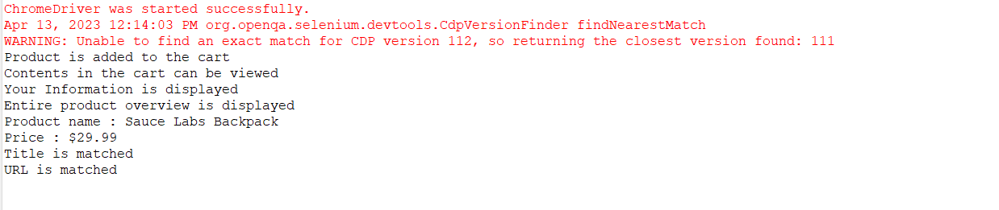 ChromeDriver was started successfully.
Apr 13, 2023 12:14:03 PM org.openqa.selenium.devtools.CdpVersionFinder findNearestMatch
WARNING: Unable to find an exact match for CDP version 112, so returning the closest version found: 111
Product is added to the cart
Contents in the cart can be viewed
Your Information is displayed
Entire product overview is displayed
Product name : Sauce Labs Backpack
Price : $29.99
Title is matched
URL is matched